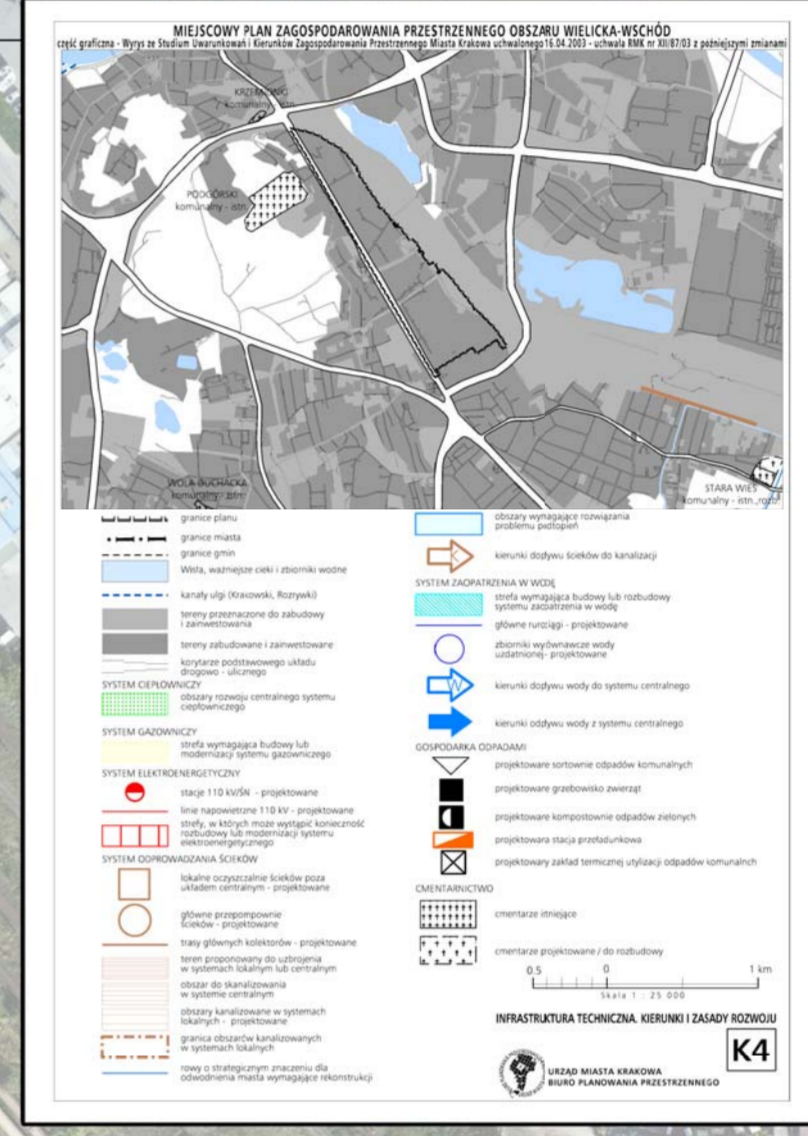 MIEJSCOWY PLAN ZAGOSPODAROWANIA PRZESTRZENNEGO OBSZARU WIELICKA-WSCHÓD
część graficzna - Wyrys ze Studium Uwarunkowań i Kierunków Zagospodarowania Przestrzennego Miasta Krakowa uchwalonego 16.04.2003 - uchwała RMK nr XII/87/03 z późniejszymi zmianami
KRZEMIONKI
komunalny - istn.
PODGÓRSKI
komunalny - istn.
WOLA DUCHACKA
komunalny - istn.
STARA WIEŚ
komunalny - istn.,rozb.
granice planu
granice miasta
granice gmin
Wisła, ważniejsze cieki i zbiorniki wodne
kanały ulgi (Krakowski, Rozrywki)
tereny przeznaczone do zabudowy
i zainwestowania
tereny zabudowane i zainwestowane
korytarze podstawowego układu
drogowo - ulicznego
SYSTEM CIEPŁOWNICZY
obszary rozwoju centralnego systemu
ciepłowniczego
SYSTEM GAZOWNICZY
strefa wymagająca budowy lub
modernizacji systemu gazowniczego
SYSTEM ELEKTROENERGETYCZNY
stacje 110 kV/ŚN - projektowane
linie napowietrzne 110 kV - projektowane
strefy, w których może wystąpić konieczność
rozbudowy lub modernizacji systemu
elektroenergetycznego
SYSTEM ODPROWADZANIA ŚCIEKÓW
lokalne oczyszczalnie ścieków poza
układem centralnym - projektowane
główne przepompownie
ścieków - projektowane
trasy głównych kolektorów - projektowane
teren proponowany do uzbrojenia
w systemach lokalnym lub centralnym
obszar do skanalizowania
w systemie centralnym
obszary kanalizowane w systemach
lokalnych - projektowane
granica obszarów kanalizowanych
w systemach lokalnych
rowy o strategicznym znaczeniu dla
odwodnienia miasta wymagające rekonstrukcji
obszary wymagające rozwiązania
problemu podtopień
kierunki dopływu ścieków do kanalizacji
SYSTEM ZAOPATRZENIA W WODĘ
strefa wymagająca budowy lub rozbudowy
systemu zaopatrzenia w wodę
główne rurociągi - projektowane
zbiorniki wyrównawcze wody
uzdatnionej- projektowane
W
kierunki dopływu wody do systemu centralnego
kierunki odpływu wody z systemu centralnego
GOSPODARKA ODPADAMI
projektowane sortownie odpadów komunalnych
projektowane grzebowisko zwierząt
projektowane kompostownie odpadów zielonych
projektowana stacja przeładunkowa
projektowany zakład termicznej utylizacji odpadów komunalnch
CMENTARNICTWO
cmentarze itniejące
cmentarze projektowane / do rozbudowy
0.5 0 1 km
Skala 1 : 25 000
INFRASTRUKTURA TECHNICZNA. KIERUNKI I ZASADY ROZWOJU
K4
URZĄD MIASTA KRAKOWA
BIURO PLANOWANIA PRZESTRZENNEGO